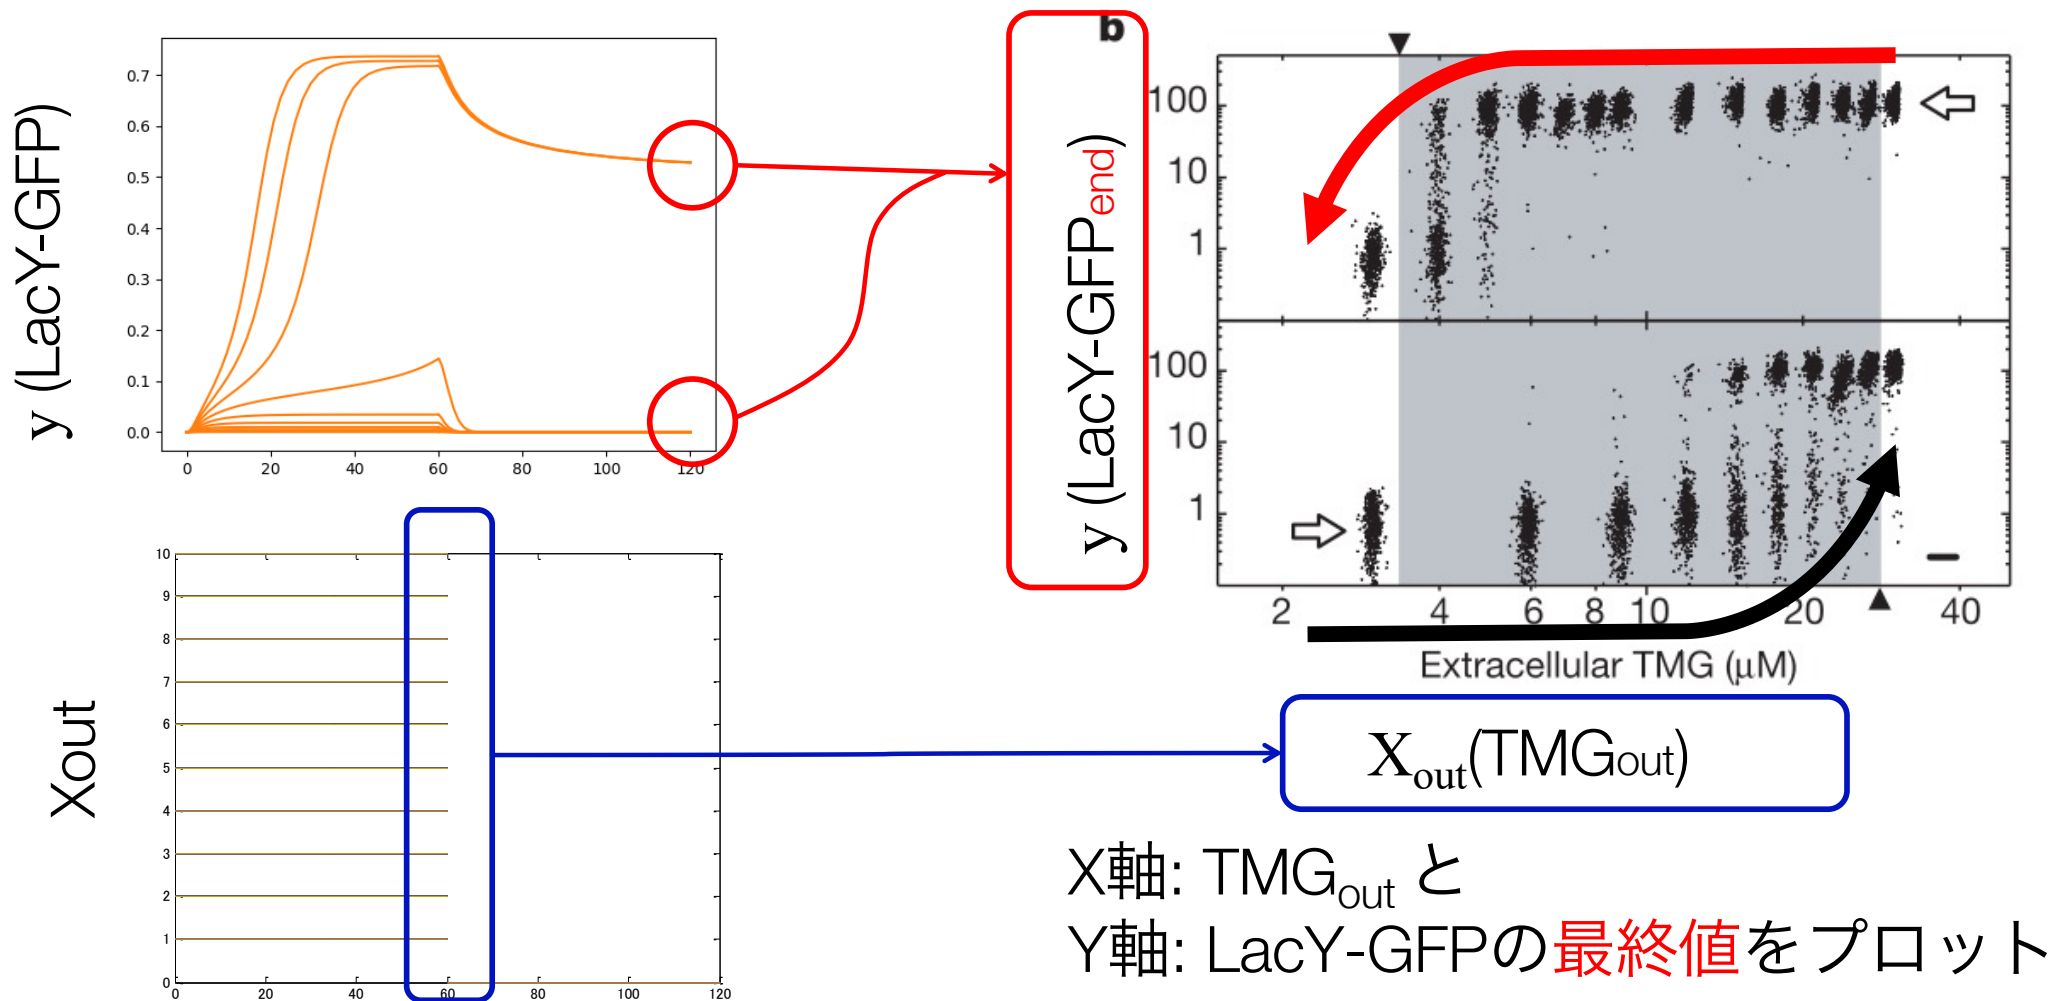 y (LacY-GFP)
0.7
0.6
0.5
0.4
0.3
0.2
0.1
0.0
0 20 40 60 80 100 120
Xout
10
9
8
7
6
5
4
3
2
1
0
0 20 40 60 80 100 120
y (LacY-GFPend)
b
100
10
1
100
10
1
2 4 6 8 10 20 40
Extracellular TMG (μM)
Xout(TMGout)
X軸: TMGout と
Y軸: LacY-GFPの最終値をプロット